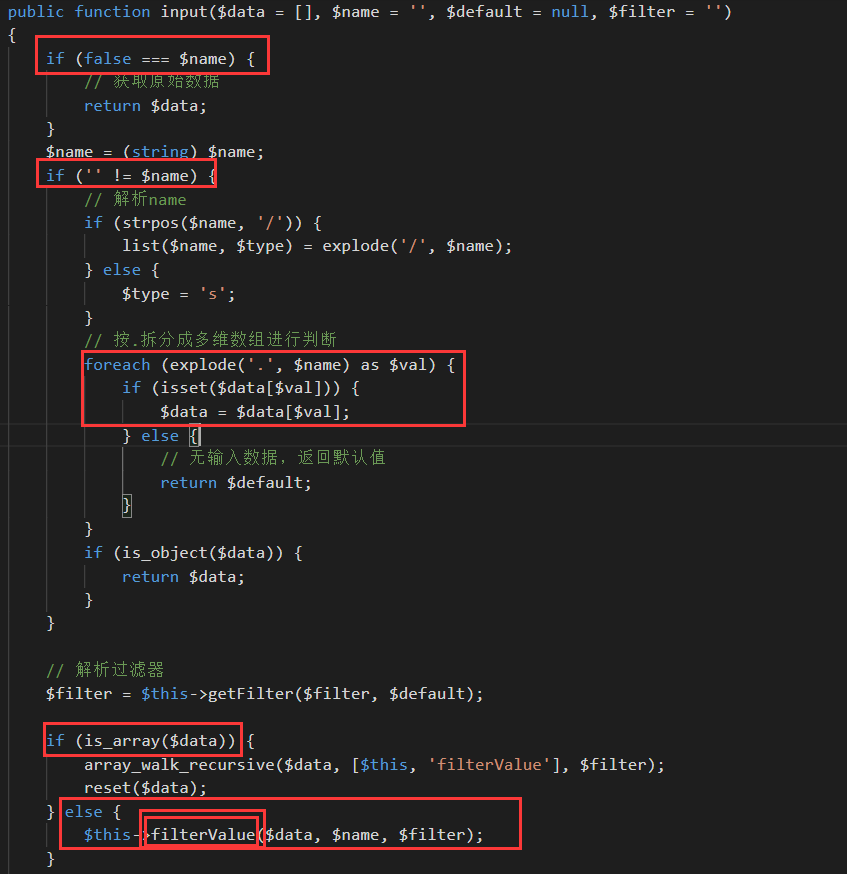 public function input($data = [], $name = '', $default = null, $filter = '')
{
    if (false === $name) {
        // 获取原始数据
        return $data;
    }
    $name = (string) $name;
    if ('' != $name) {
        // 解析name
        if (strpos($name, '/')) {
            list($name, $type) = explode('/', $name);
        } else {
            $type = 's';
        }
        // 按.拆分成多维数组进行判断
        foreach (explode('.', $name) as $val) {
            if (isset($data[$val])) {
                $data = $data[$val];
            } else {
                // 无输入数据，返回默认值
                return $default;
            }
        }
        if (is_object($data)) {
            return $data;
        }
    }
    // 解析过滤器
    $filter = $this->getFilter($filter, $default);
    if (is_array($data)) {
        array_walk_recursive($data, [$this, 'filterValue'], $filter);
        reset($data);
    } else {
        $this->filterValue($data, $name, $filter);
    }